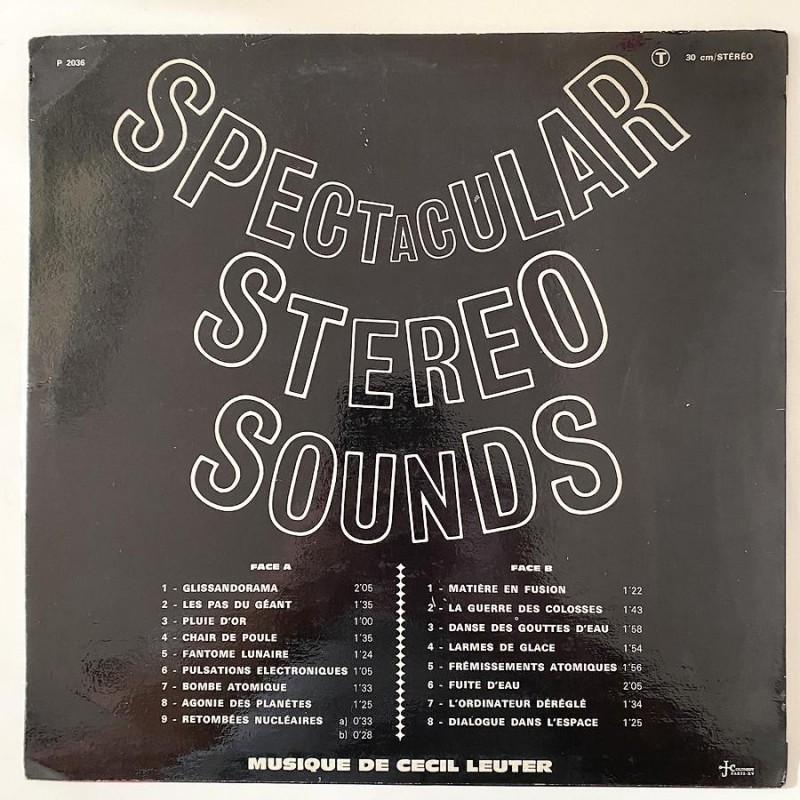 P 2036
T
30 cm/STÉRÉO
SPECTACULAR
STEREO
SOUNDS
FACE A
1 - GLISSANDORAMA 2'05
2 - LES PAS DU GÉANT 1'35
3 - PLUIE D'OR 1'00
4 - CHAIR DE POULE 1'35
5 - FANTOME LUNAIRE 1'24
6 - PULSATIONS ELECTRONIQUES 1'05
7 - BOMBE ATOMIQUE 1'33
8 - AGONIE DES PLANÉTES 1'25
9 - RETOMBÉES NUCLÉAIRES a) 0'33
b) 0'28
FACE B
1 - MATIÈRE EN FUSION 1'22
2 - LA GUERRE DES COLOSSES 1'43
3 - DANSE DES GOUTTES D'EAU 1'58
4 - LARMES DE GLACE 1'54
5 - FRÉMISSEMENTS ATOMIQUES 1'56
6 - FUITE D'EAU 2'05
7 - L'ORDINATEUR DÉRÉGLÉ 1'34
8 - DIALOGUE DANS L'ESPACE 1'25
MUSIQUE DE CECIL LEUTER